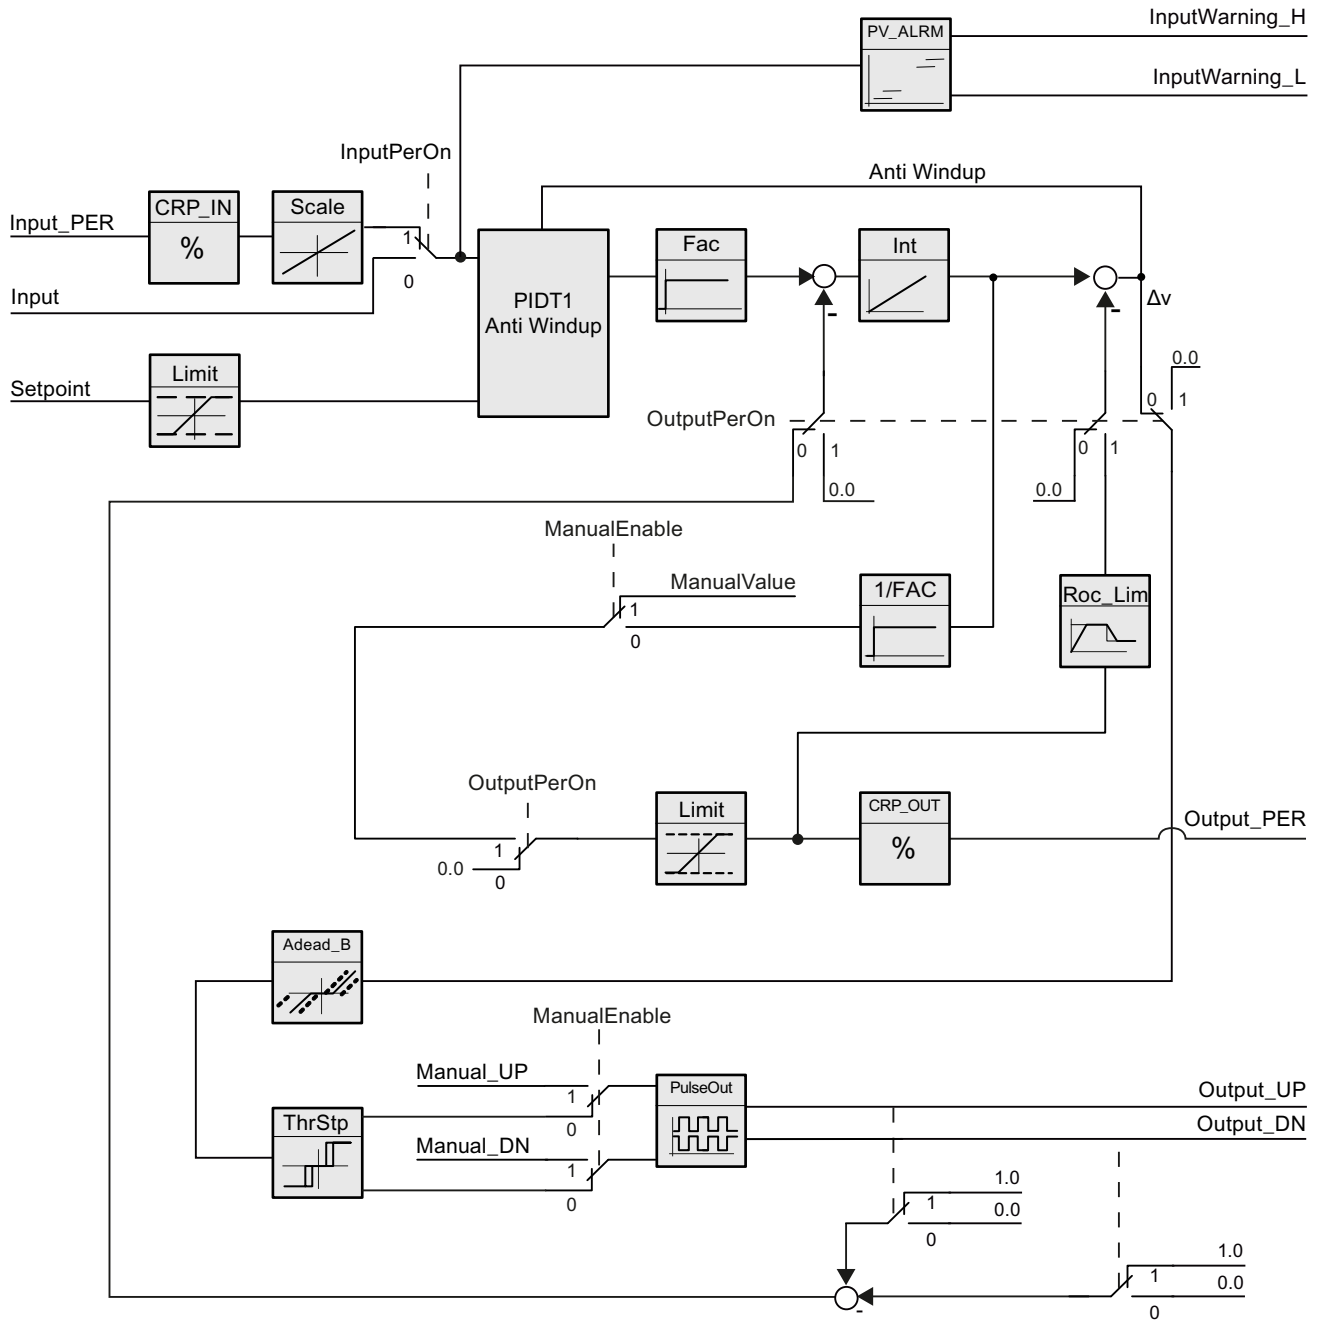 InputWarning_H
PV_ALRM
InputWarning_L
InputPerOn
Anti Windup
CRP_IN
%
Scale
Input_PER
1
0
Input
PIDT1
Anti Windup
Fac
Int
-
-
Δv
Setpoint
Limit
0.0
0
1
OutputPerOn
0
1
0.0
0
1
0.0
ManualEnable
ManualValue
1
0
1/FAC
Roc_Lim
OutputPerOn
1
0.0
0
Limit
CRP_OUT
%
Output_PER
Adead_B
ManualEnable
Manual_UP
1
0
Manual_DN
1
0
ThrStp
PulseOut
Output_UP
Output_DN
1.0
1
0.0
0
1.0
1
0.0
0
-